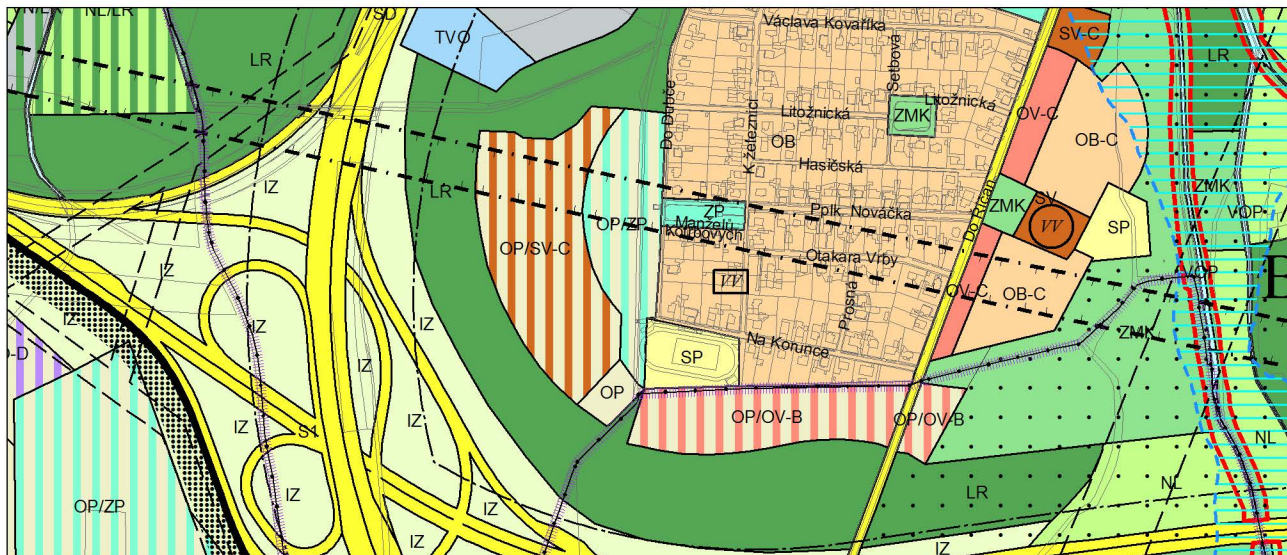 NL/LR
SD
TVO
LR
Václava Kovaříka
Setbová
SV-C
LR
Do Dubče
K železnici
Litožnická
Litožnická
ZMK
OB
Hasičská
OV-C
OB-C
IZ
LR
OP/SV-C
OP/ZP
ZP
Manželů
Kotrbových
Pplk. Nováčka
Do Říčan
ZMK
SV
VV
SP
ZMK
VOP
IZ
IZ
IZ
IZ
VV
Otakara Vrby
Prosná
OV-C
OB-C
VOP
ZMK
O-D
IZ
SP
Na Korunce
OP
OP/OV-B
OP/OV-B
IZ
S1
IZ
IZ
NL
OP/ZP
IZ
IZ
LR
NL
IZ
IZ